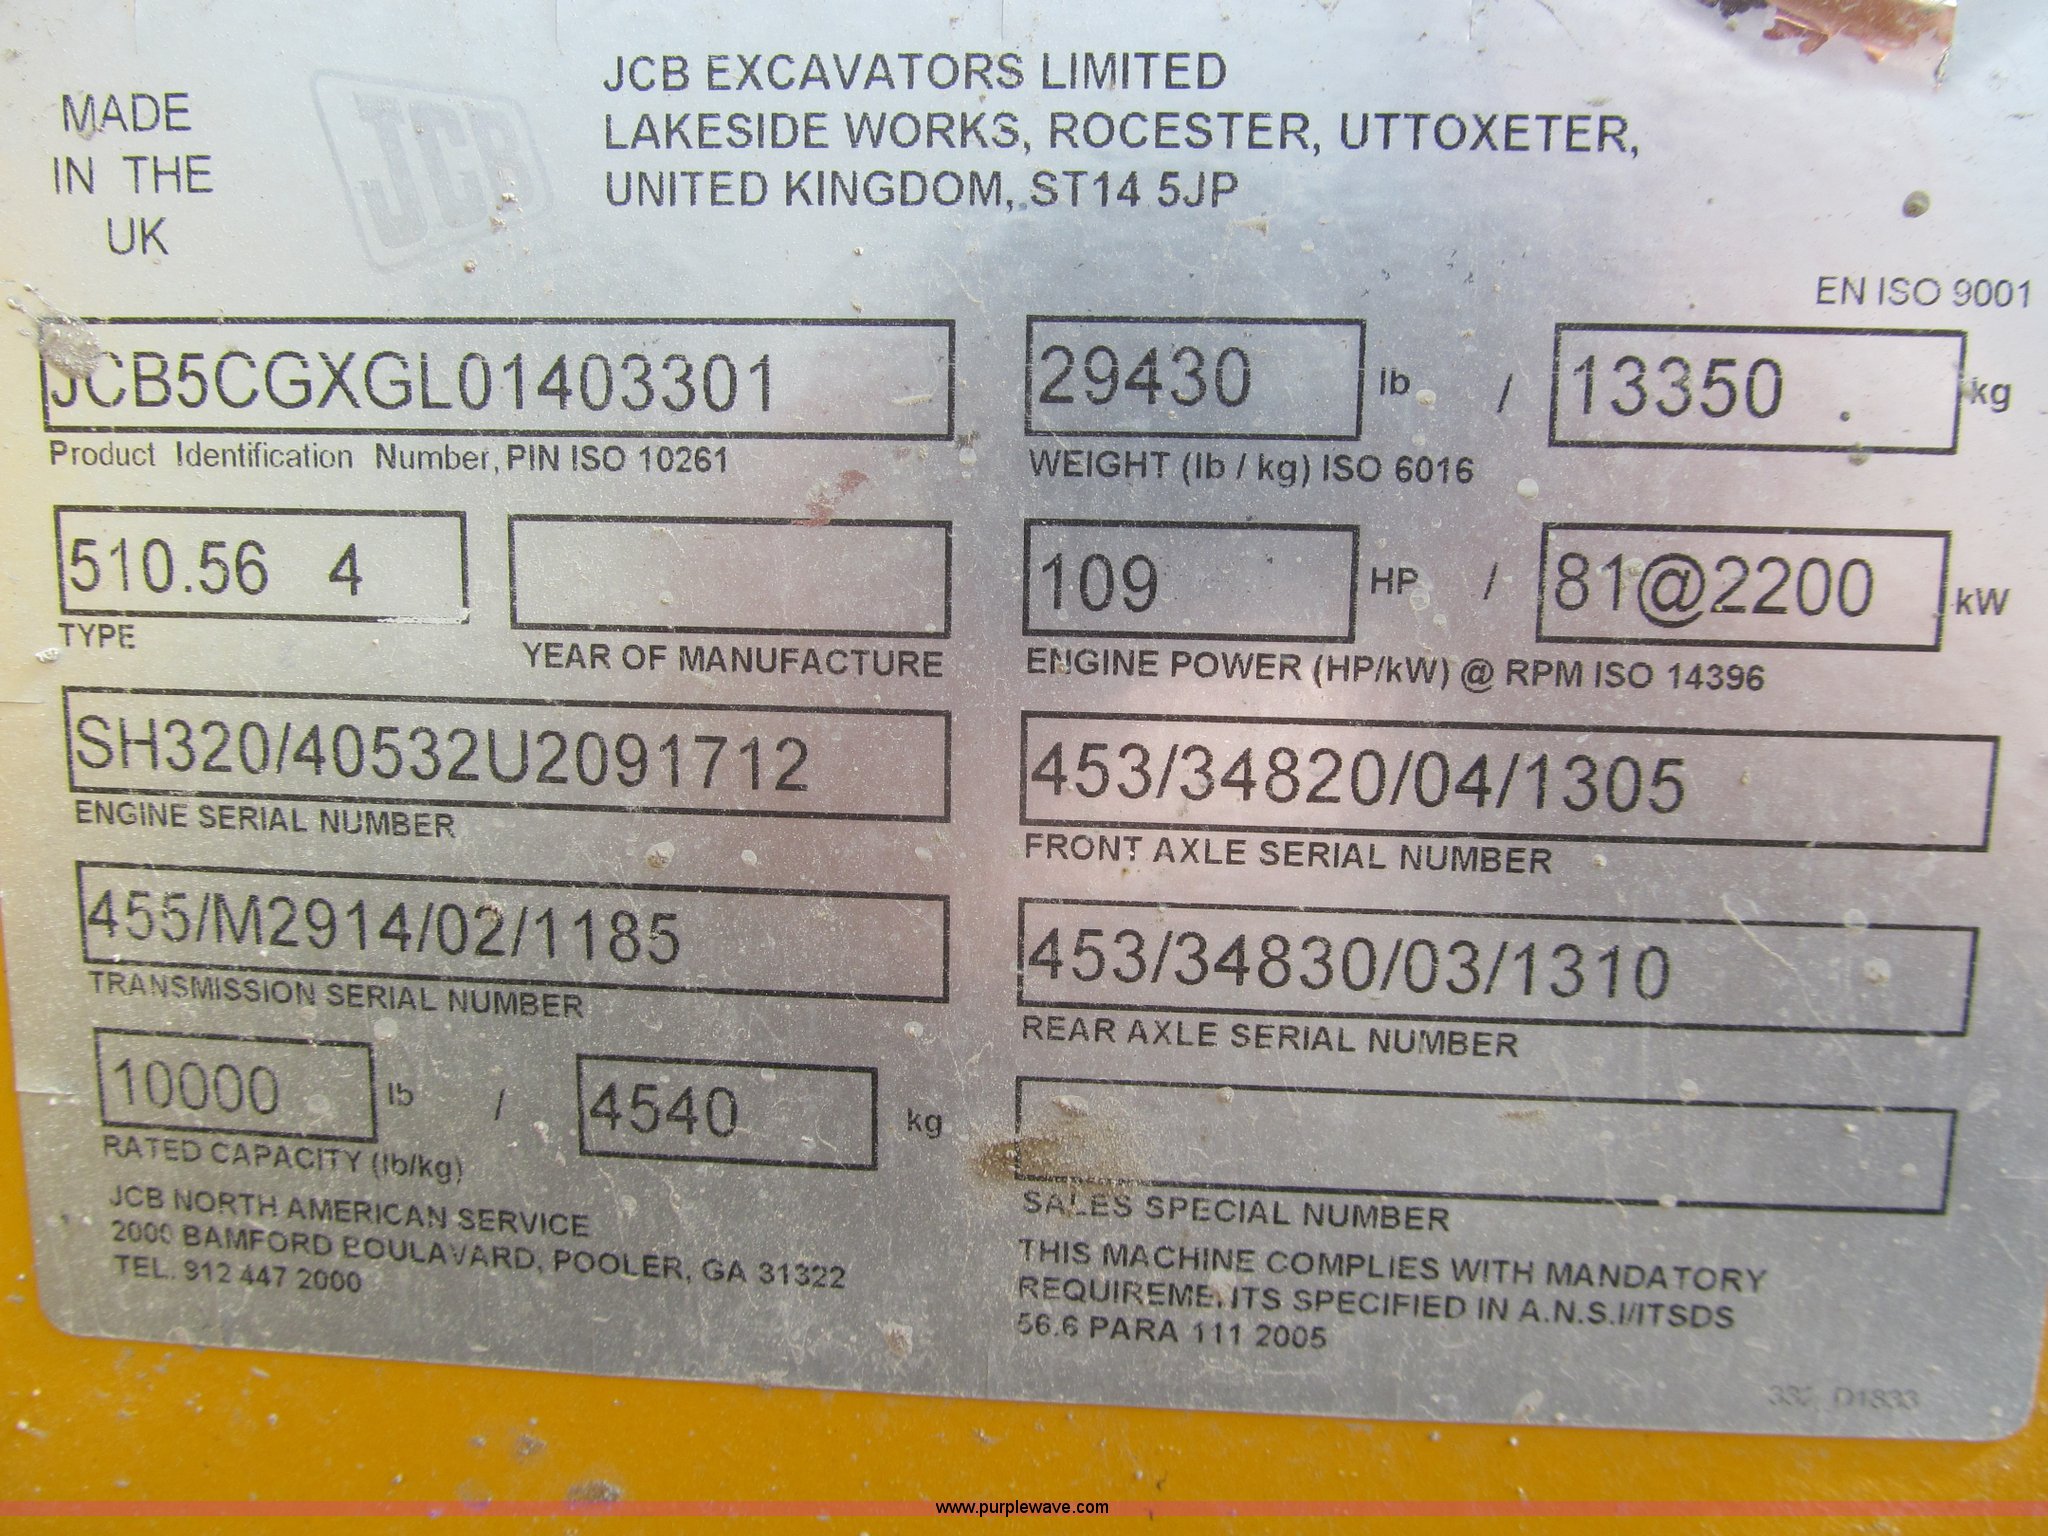 MADE
IN THE
UK
JCB
JCB EXCAVATORS LIMITED
LAKESIDE WORKS, ROCESTER, UTTOXETER,
UNITED KINGDOM, ST14 5JP
EN ISO 9001
JCB5CGXGL01403301
Product Identification Number, PIN ISO 10261
29430 lb / 13350 kg
WEIGHT (lb / kg) ISO 6016
510.56 4
TYPE
YEAR OF MANUFACTURE
109 HP / 81@2200 kW
ENGINE POWER (HP/kW) @ RPM ISO 14396
SH320/40532U2091712
ENGINE SERIAL NUMBER
453/34820/04/1305
FRONT AXLE SERIAL NUMBER
455/M2914/02/1185
TRANSMISSION SERIAL NUMBER
453/34830/03/1310
REAR AXLE SERIAL NUMBER
10000 lb / 4540 kg
RATED CAPACITY (lb/kg)
SALES SPECIAL NUMBER
JCB NORTH AMERICAN SERVICE
2000 BAMFORD BOULAVARD, POOLER, GA 31322
TEL. 912 447 2000
THIS MACHINE COMPLIES WITH MANDATORY
REQUIREMENTS SPECIFIED IN A.N.S.I/ITSDS
56.6 PARA 111 2005
D1833
www.purplewave.com